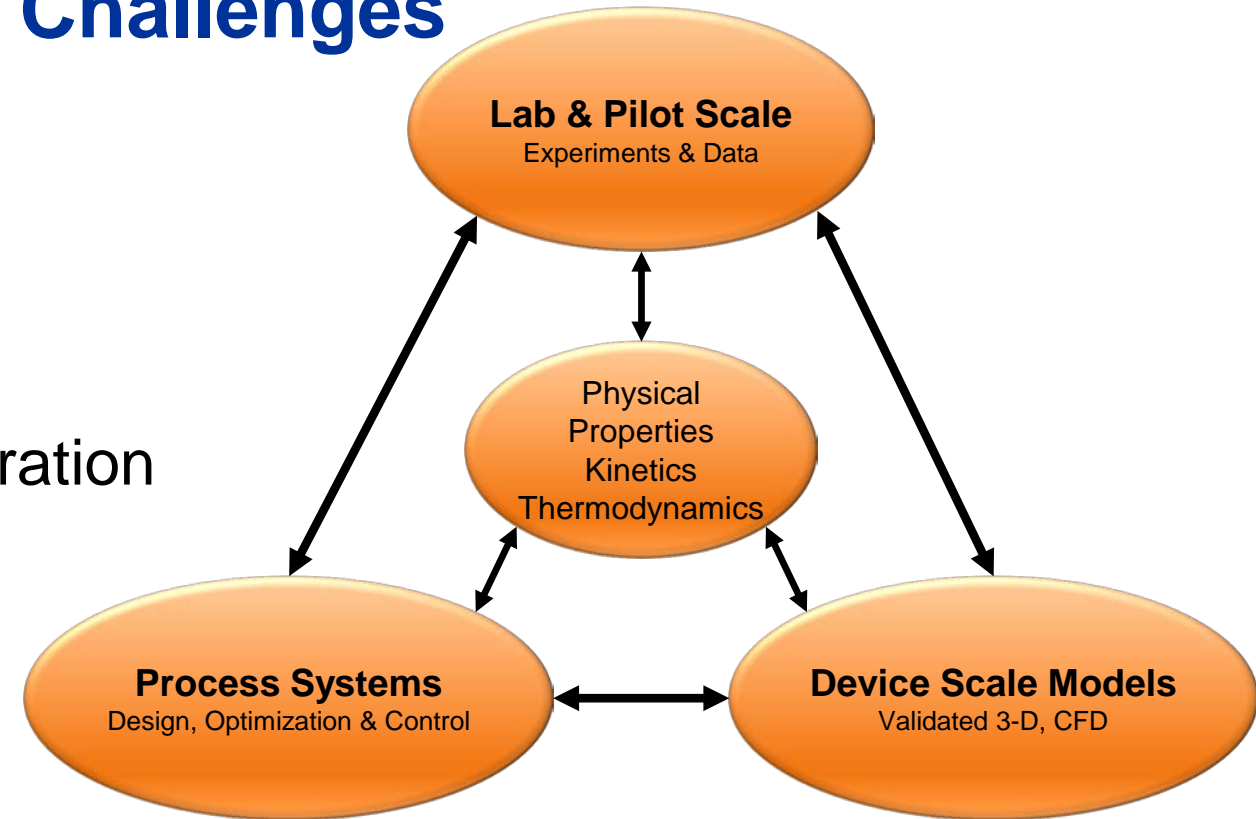 Challenges
Lab & Pilot Scale
Experiments & Data
Physical
Properties
Kinetics
Thermodynamics
ration
Process Systems
Design, Optimization & Control
Device Scale Models
Validated 3-D, CFD